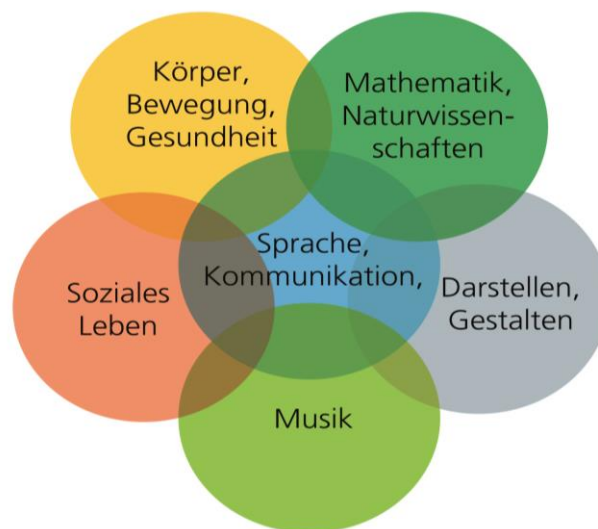 Körper,
Bewegung,
Gesundheit
Mathematik,
Naturwissen-
schaften
Sprache,
Kommunikation,
Soziales
Leben
Darstellen,
Gestalten
Musik